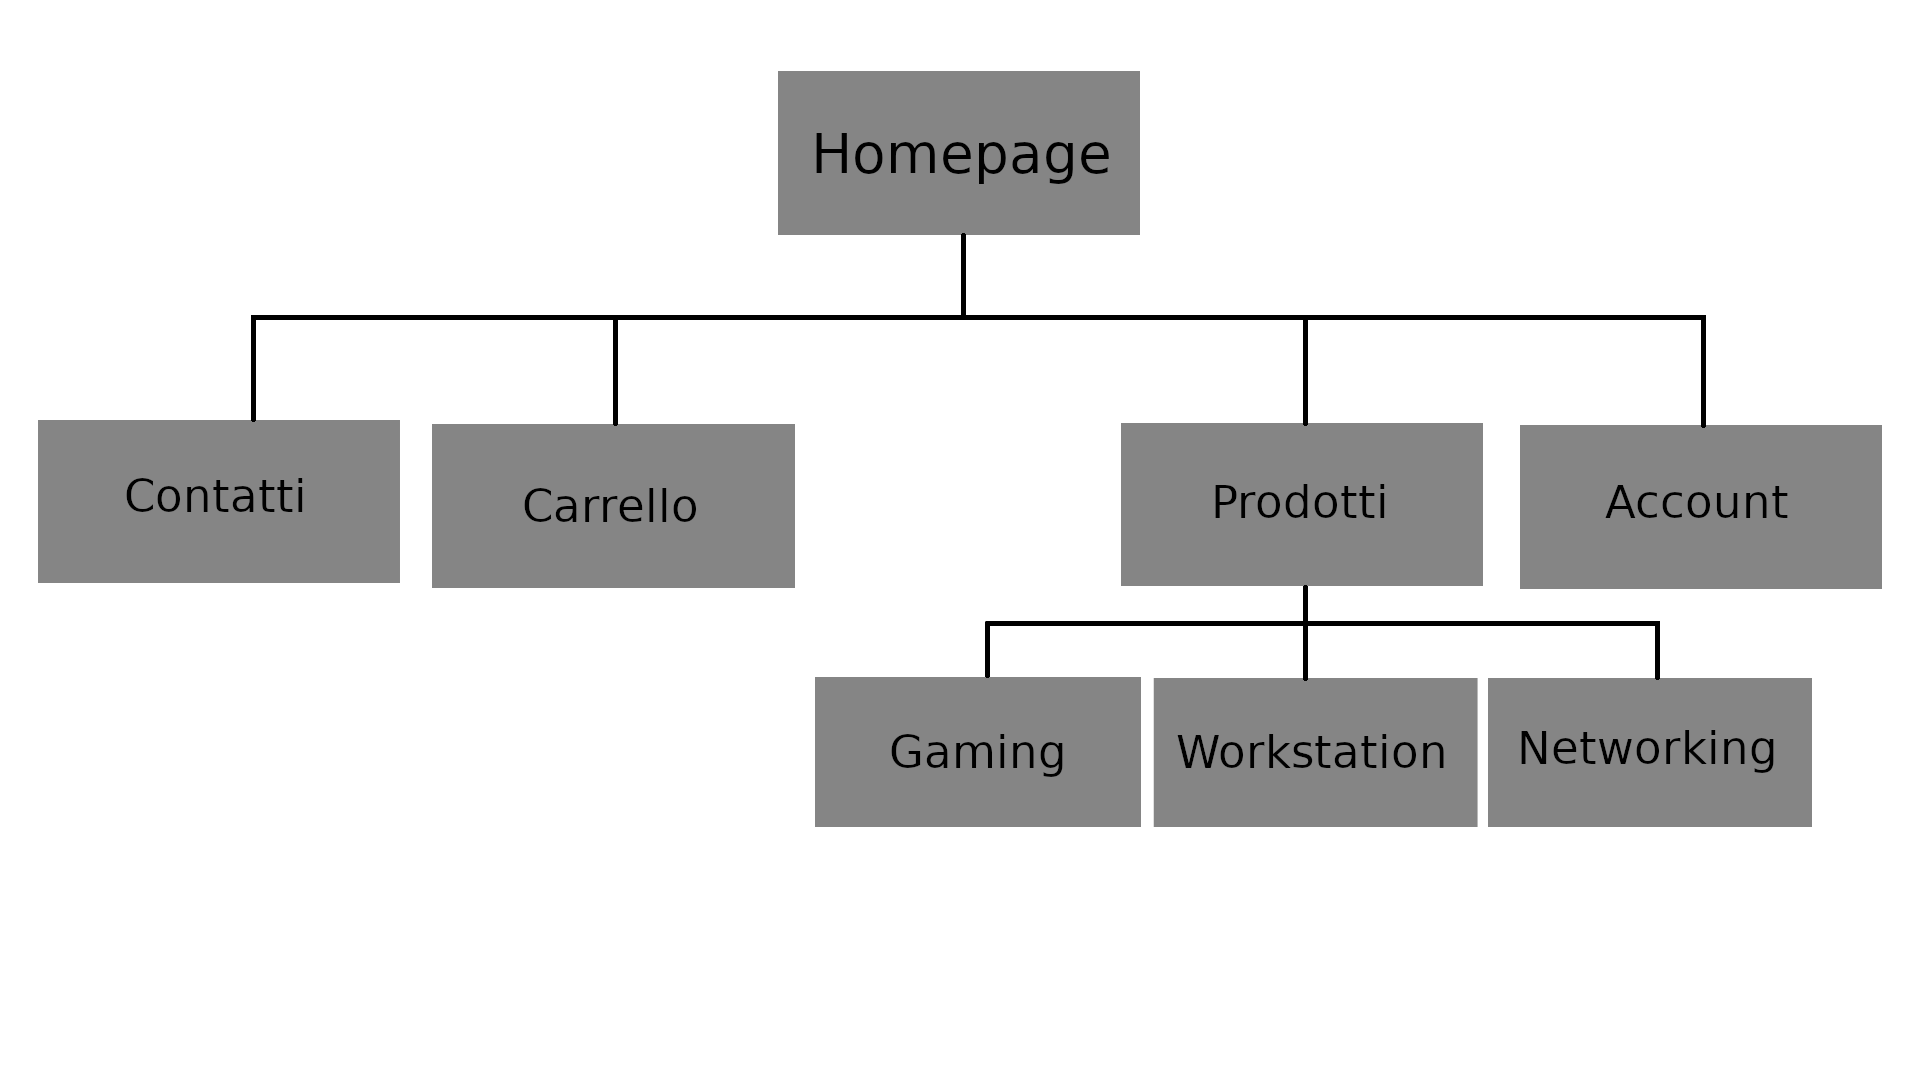 Homepage
Contatti
Carrello
Prodotti
Account
Gaming
Workstation
Networking